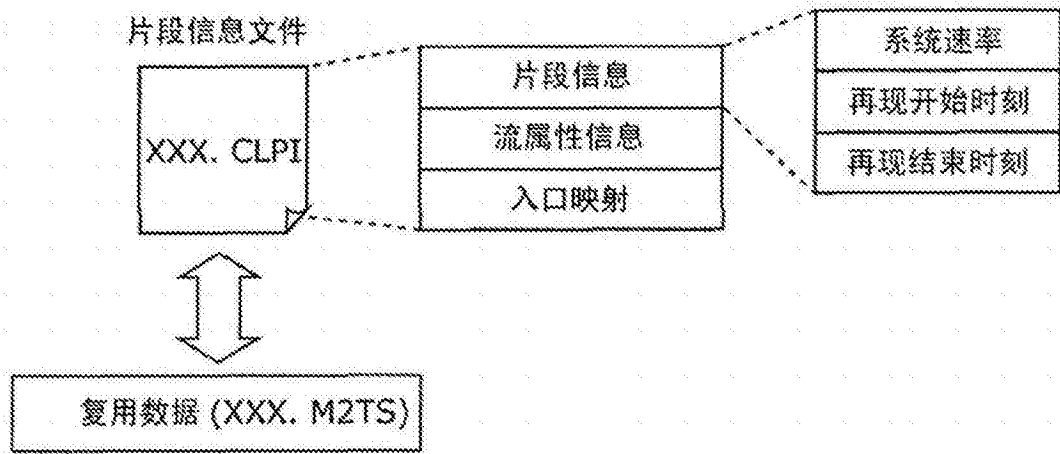 片段信息文件
XXX. CLPI
片段信息
流属性信息
入口映射
系统速率
再现开始时刻
再现结束时刻
复用数据 (XXX. M2TS)